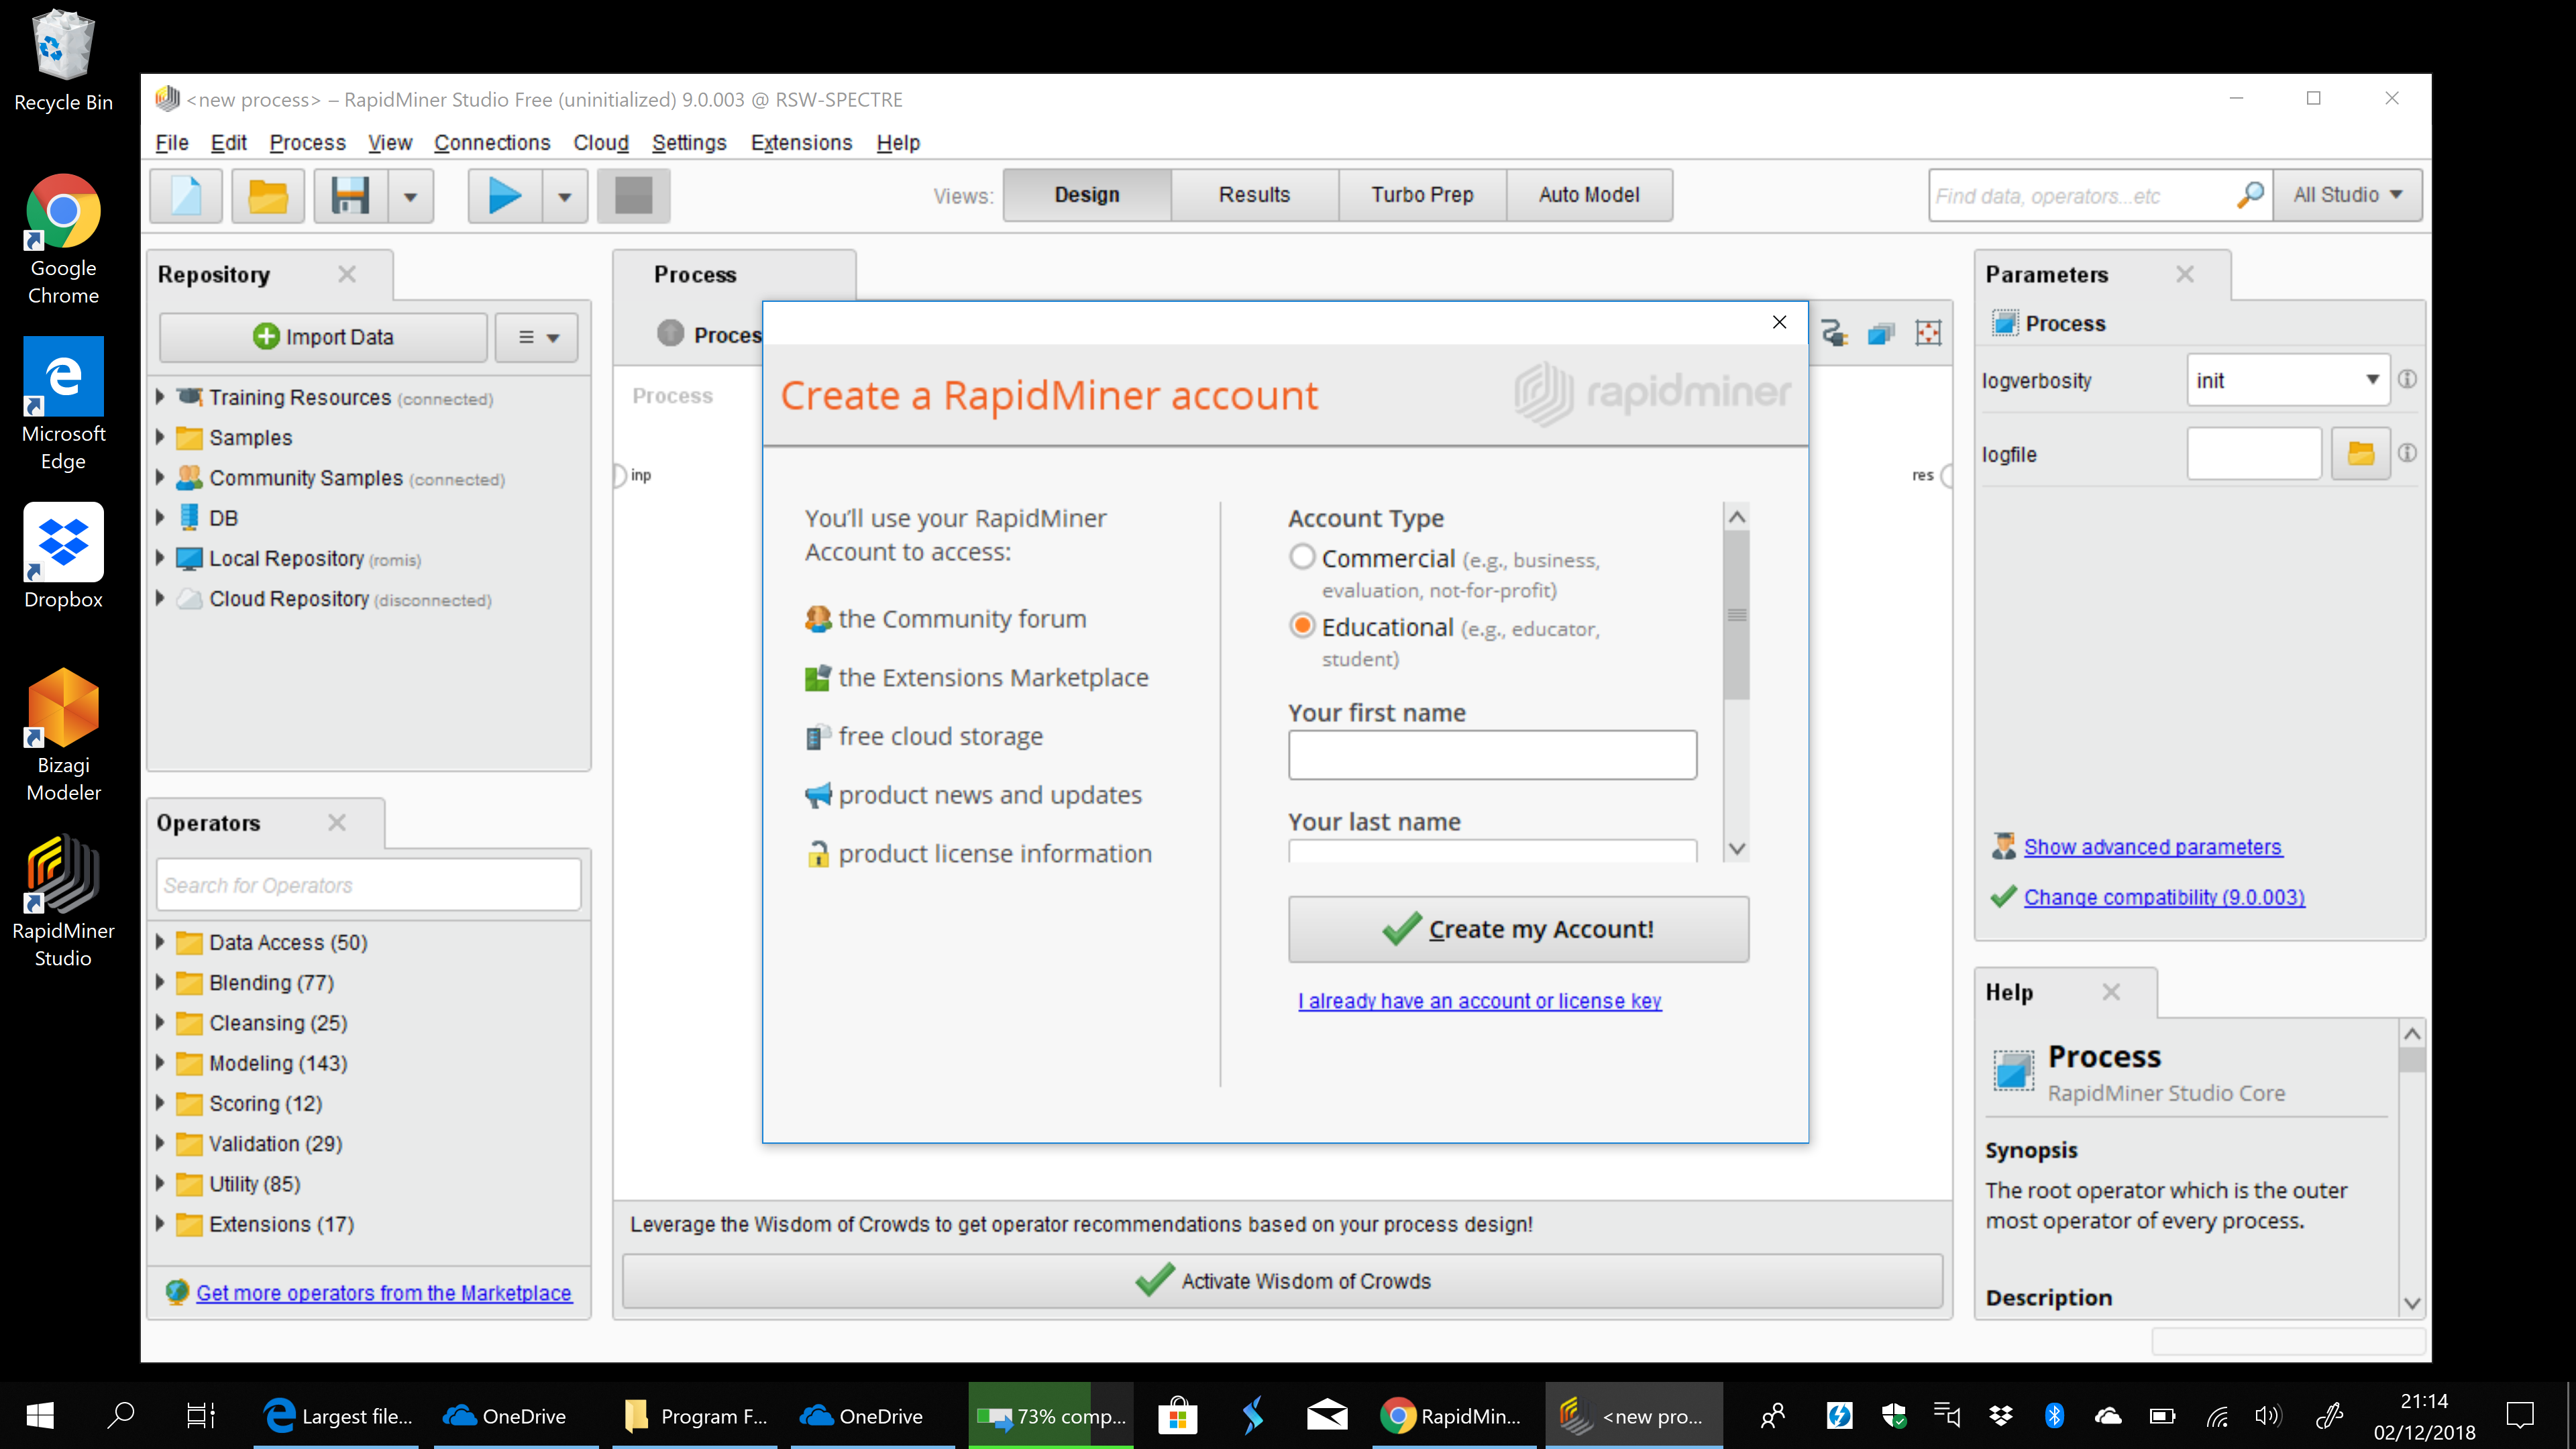 Recycle Bin
Google
Chrome
Microsoft
Edge
Dropbox
Bizagi
Modeler
RapidMiner
Studio
<new process> – RapidMiner Studio Free (uninitialized) 9.0.003 @ RSW-SPECTRE
File Edit Process View Connections Cloud Settings Extensions Help
Views: Design Results Turbo Prep Auto Model
Find data, operators...etc
All Studio
Repository
Import Data
Training Resources (connected)
Samples
Community Samples (connected)
DB
Local Repository (romis)
Cloud Repository (disconnected)
Operators
Search for Operators
Data Access (50)
Blending (77)
Cleansing (25)
Modeling (143)
Scoring (12)
Validation (29)
Utility (85)
Extensions (17)
Get more operators from the Marketplace
Process
Proces
Process
inp
res
Create a RapidMiner account
rapidminer
You'll use your RapidMiner
Account to access:
the Community forum
the Extensions Marketplace
free cloud storage
product news and updates
product license information
Account Type
Commercial (e.g., business,
evaluation, not-for-profit)
Educational (e.g., educator,
student)
Your first name
Your last name
Create my Account!
I already have an account or license key
Leverage the Wisdom of Crowds to get operator recommendations based on your process design!
Activate Wisdom of Crowds
Parameters
Process
logverbosity init
logfile
Show advanced parameters
Change compatibility (9.0.003)
Help
Process
RapidMiner Studio Core
Synopsis
The root operator which is the outer
most operator of every process.
Description
Largest file... OneDrive Program F... OneDrive 73% comp... RapidMin... <new pro...
21:14
02/12/2018